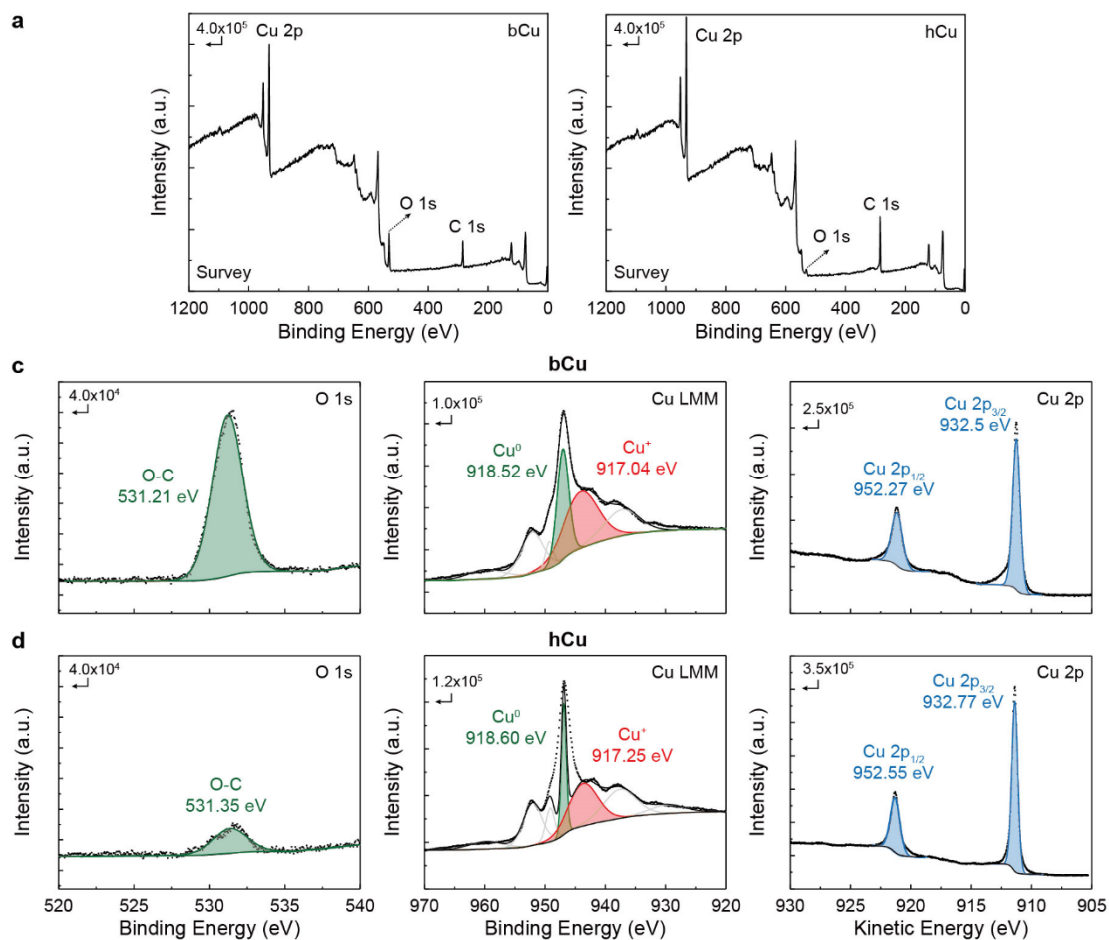 a
4.0x10⁵
Cu 2p
bCu
O 1s
C 1s
Survey
Intensity (a.u.)
1200 1000 800 600 400 200 0
Binding Energy (eV)
4.0x10⁵
Cu 2p
hCu
C 1s
O 1s
Survey
Intensity (a.u.)
1200 1000 800 600 400 200 0
Binding Energy (eV)
c
bCu
4.0x10⁴
O 1s
O-C
531.21 eV
Intensity (a.u.)
1.0x10⁵
Cu LMM
Cu⁰
918.52 eV
Cu⁺
917.04 eV
Intensity (a.u.)
2.5x10⁵
Cu 2p
Cu 2p₃/₂
932.5 eV
Cu 2p₁/₂
952.27 eV
Intensity (a.u.)
925 920 915 910 905
d
hCu
4.0x10⁴
O 1s
O-C
531.35 eV
Intensity (a.u.)
520 525 530 535 540
Binding Energy (eV)
1.2x10⁵
Cu LMM
Cu⁰
918.60 eV
Cu⁺
917.25 eV
Intensity (a.u.)
970 960 950 940 930 920
Binding Energy (eV)
3.5x10⁵
Cu 2p
Cu 2p₃/₂
932.77 eV
Cu 2p₁/₂
952.55 eV
Intensity (a.u.)
930 925 920 915 910 905
Kinetic Energy (eV)